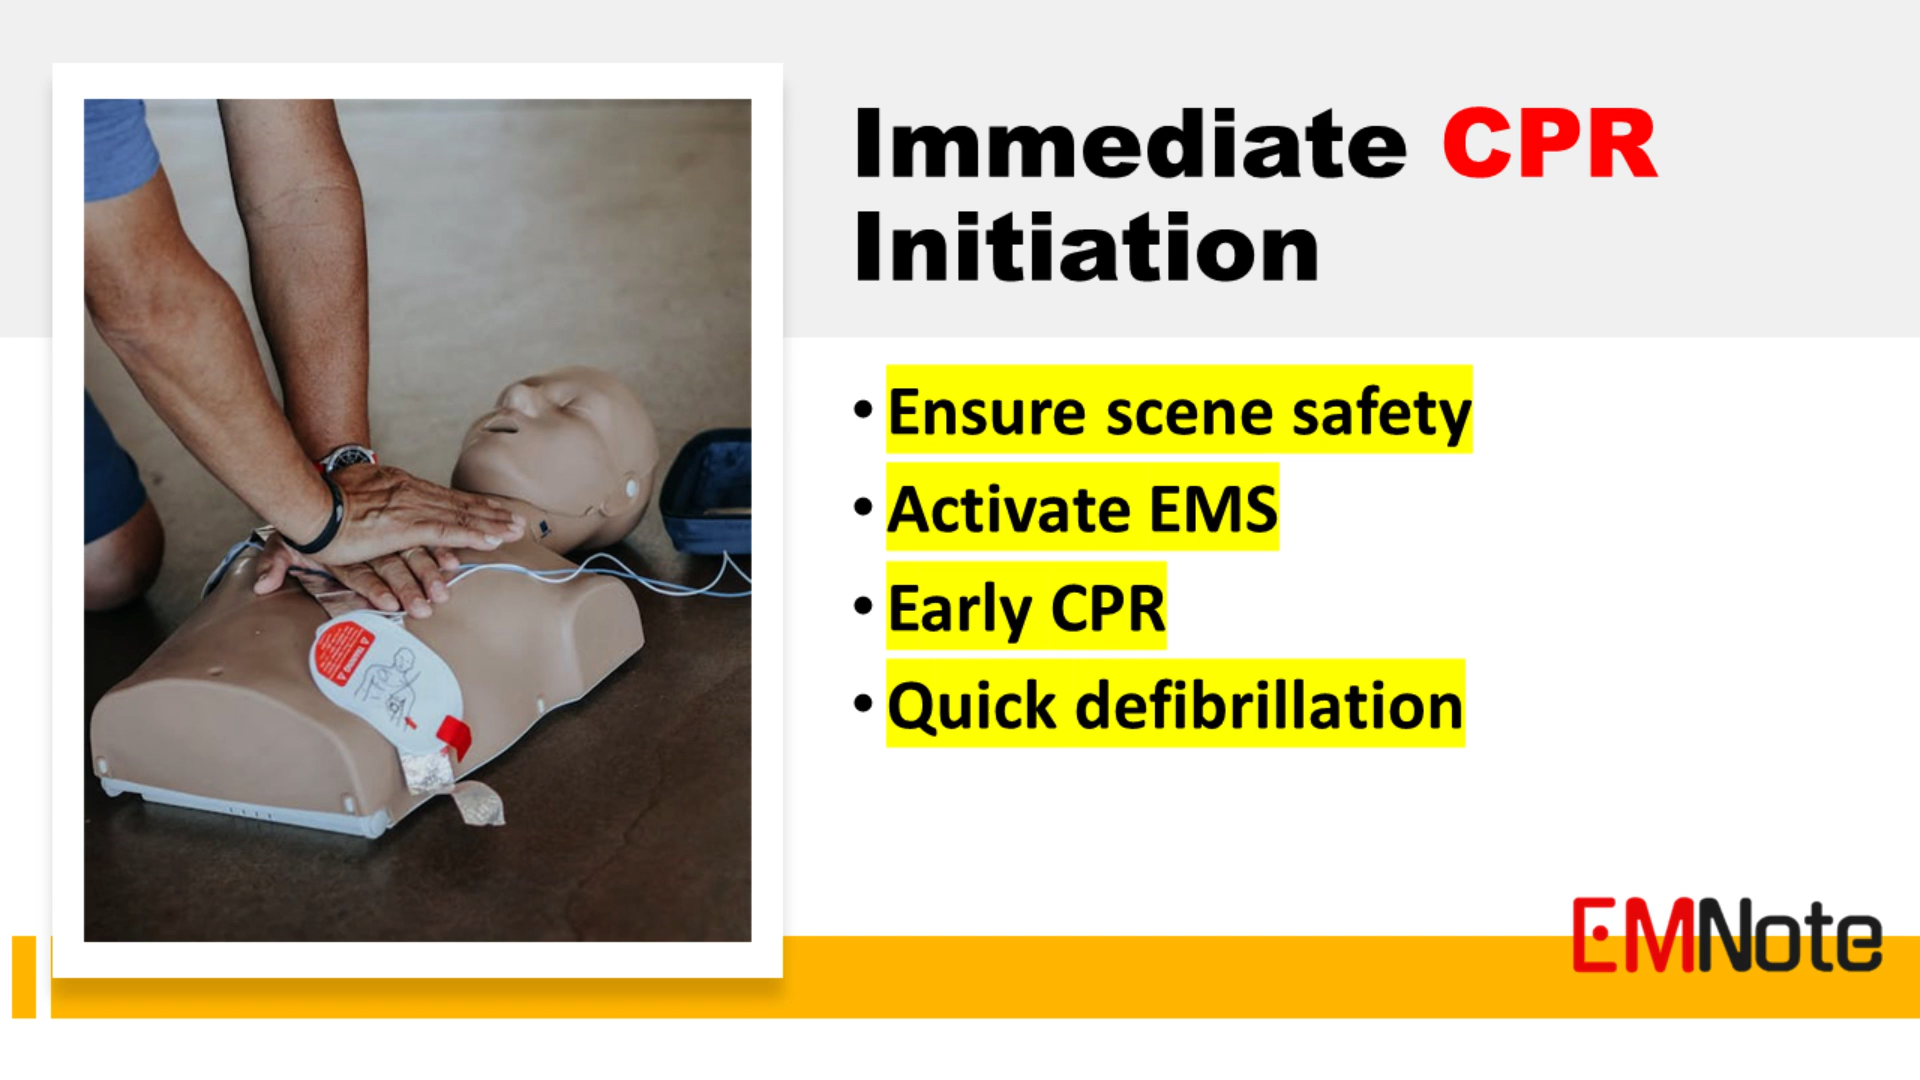 Immediate CPR
Initiation
• Ensure scene safety
• Activate EMS
• Early CPR
• Quick defibrillation
EMNote